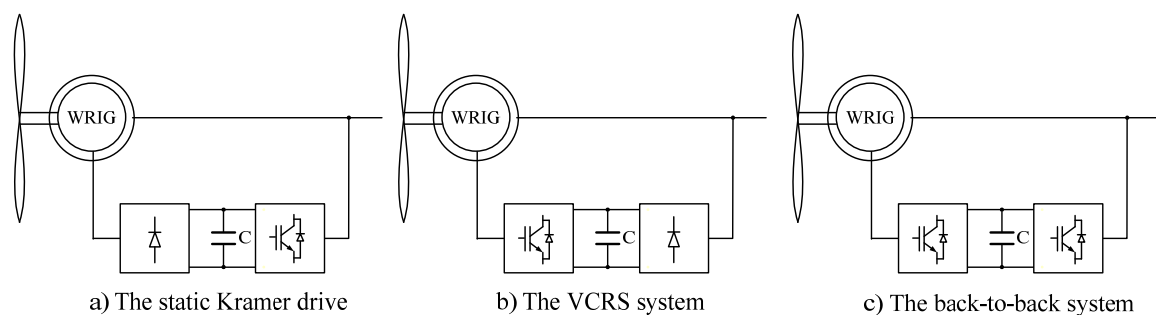 WRIG
C
a) The static Kramer drive
WRIG
C
b) The VCRS system
WRIG
C
c) The back-to-back system